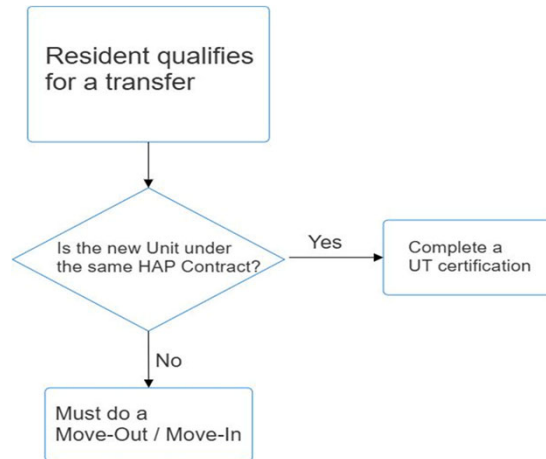 Resident qualifies
for a transfer
Is the new Unit under
the same HAP Contract?
Yes
Complete a
UT certification
No
Must do a
Move-Out / Move-In